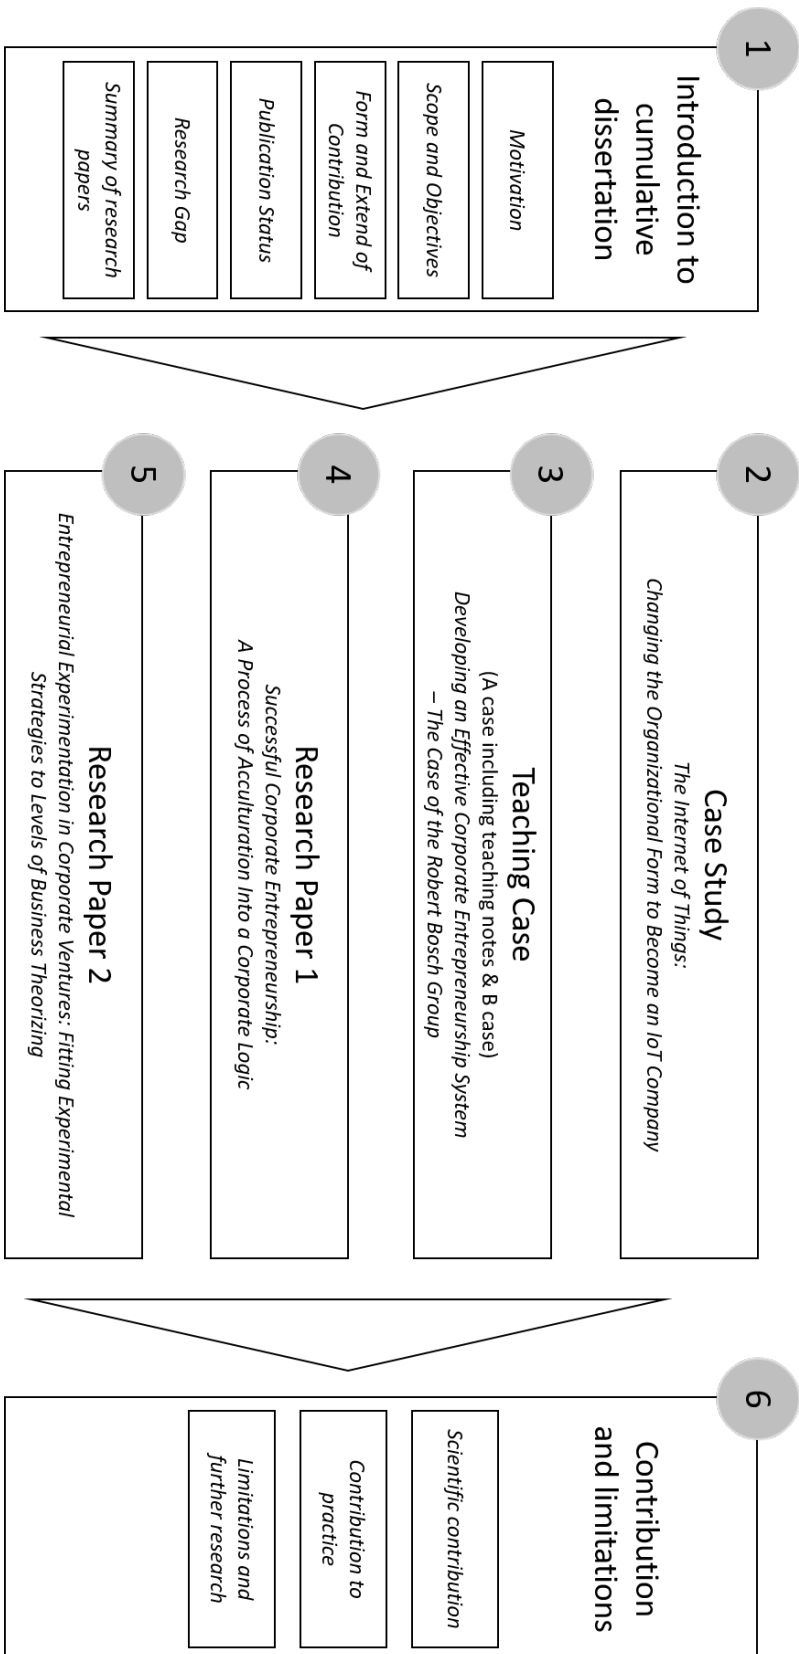 1
Introduction to
cumulative
dissertation
Motivation
Scope and Objectives
Form and Extend of
Contribution
Publication Status
Research Gap
Summary of research
papers
2
Case Study
The Internet of Things:
Changing the Organizational Form to Become an IoT Company
3
Teaching Case
(A case including teaching notes & B case)
Developing an Effective Corporate Entrepreneurship System
– The Case of the Robert Bosch Group
4
Research Paper 1
Successful Corporate Entrepreneurship:
A Process of Acculturation Into a Corporate Logic
5
Research Paper 2
Entrepreneurial Experimentation in Corporate Ventures: Fitting Experimental
Strategies to Levels of Business Theorizing
6
Contribution
and limitations
Scientific contribution
Contribution to
practice
Limitations and
further research